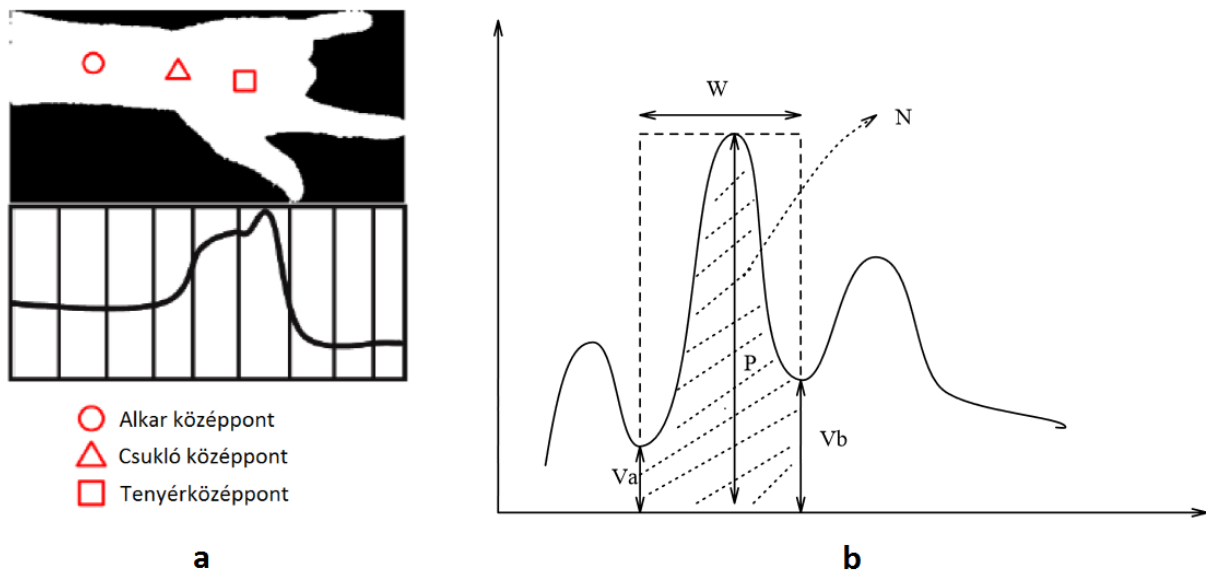 Alkar középpont
Csukló középpont
Tenyérközéppont
a
W
N
P
Va
Vb
b